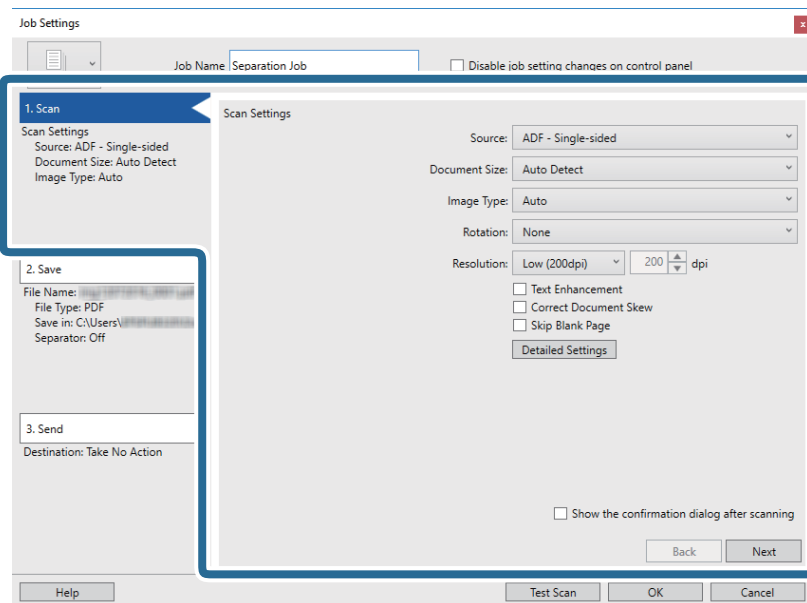 Job Settings
x
Job Name Separation Job
Disable job setting changes on control panel
1. Scan
Scan Settings
Source: ADF - Single-sided
Document Size: Auto Detect
Image Type: Auto
2. Save
File Name:
File Type: PDF
Save in: C:\Users\
Separator: Off
3. Send
Destination: Take No Action
Scan Settings
Source: ADF - Single-sided
Document Size: Auto Detect
Image Type: Auto
Rotation: None
Resolution: Low (200dpi) 200 dpi
Text Enhancement
Correct Document Skew
Skip Blank Page
Detailed Settings
Show the confirmation dialog after scanning
Back Next
Help Test Scan OK Cancel